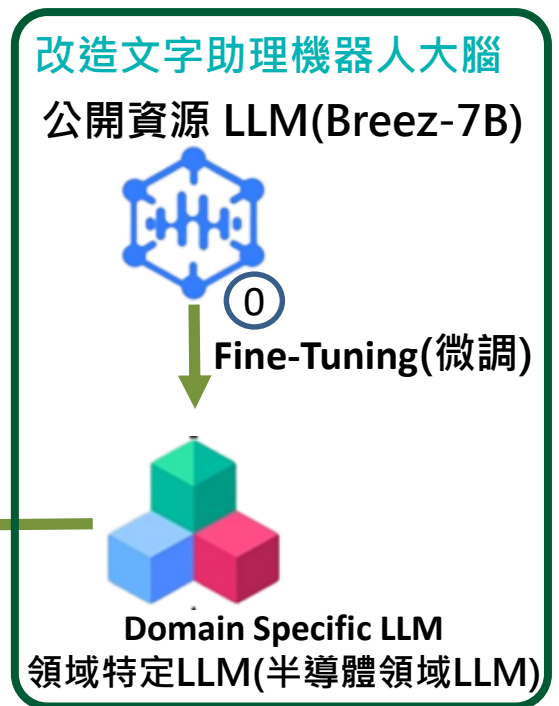 改造文字助理機器人大腦
公開資源 LLM(Breez-7B)
0
Fine-Tuning(微調)
Domain Specific LLM
領域特定LLM(半導體領域LLM)